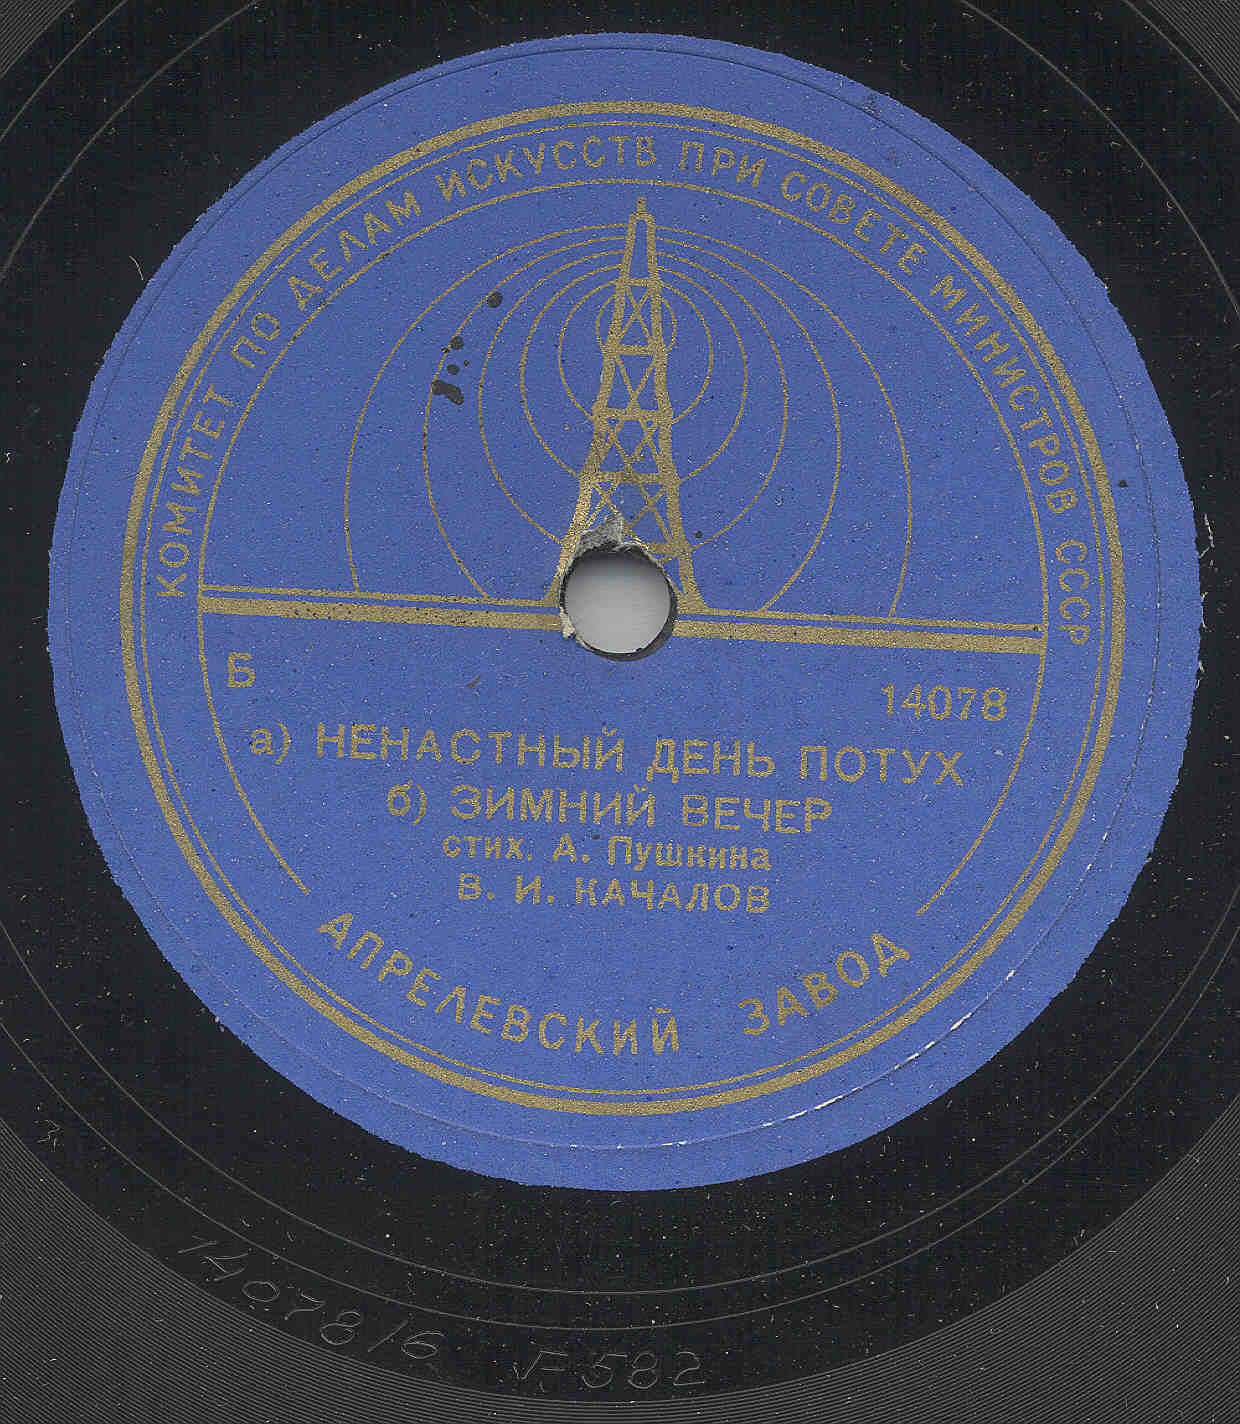 КОМИТЕТ ПО ДЕЛАМ ИСКУССТВ ПРИ СОВЕТЕ МИНИСТРОВ СССР
Б
14078
а) НЕНАСТНЫЙ ДЕНЬ ПОТУХ
б) ЗИМНИЙ ВЕЧЕР
стих. А. Пушкина
В. И. КАЧАЛОВ
АПРЕЛЕВСКИЙ ЗАВОД
14078/6
582